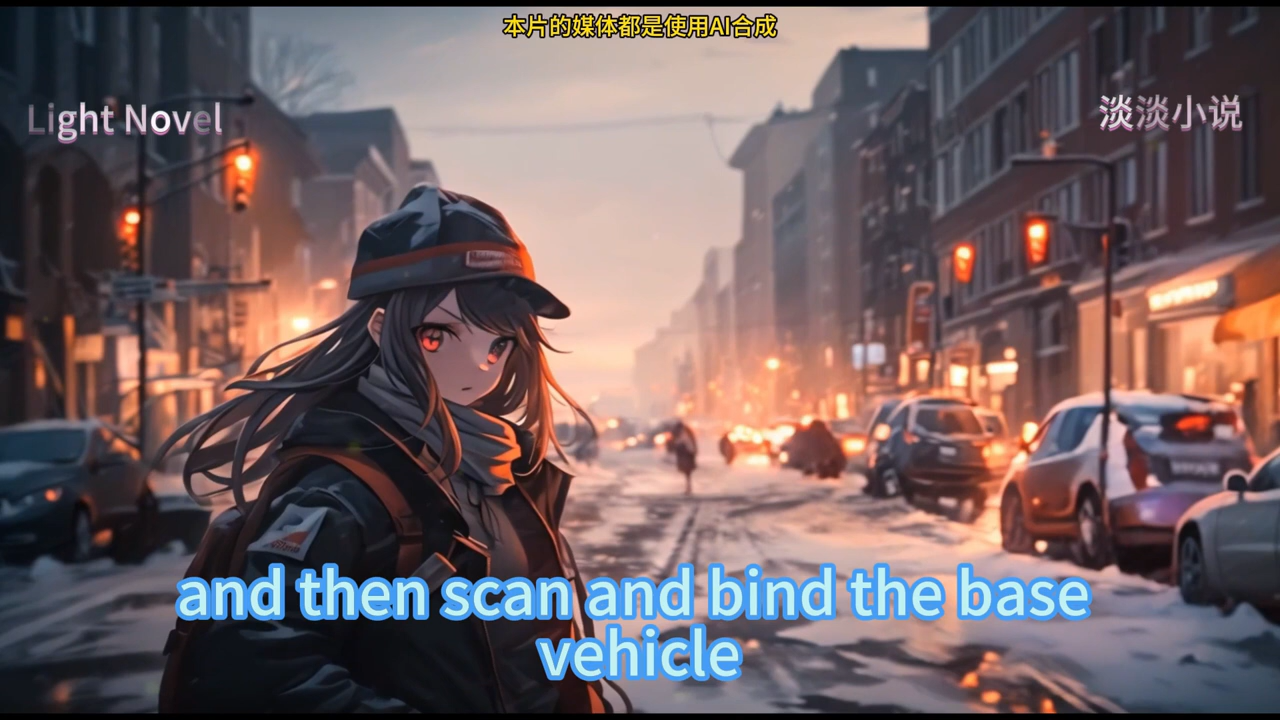 本片的媒体都是使用AI合成
Light Novel
淡淡小说
and then scan and bind the base
vehicle